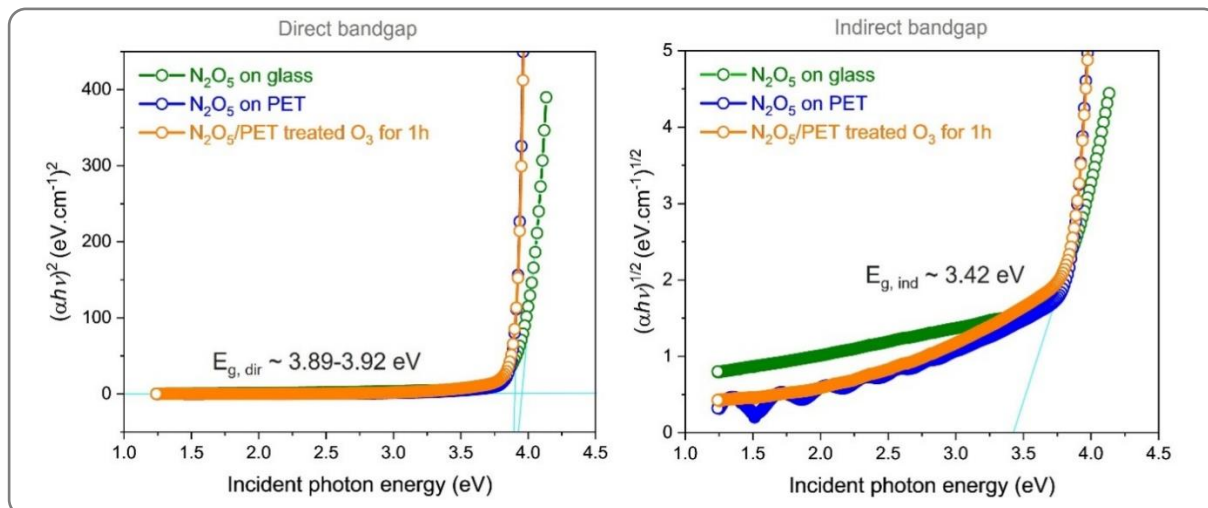 Direct bandgap
(αhν)² (eV.cm⁻¹)²
400
300
200
100
0
N₂O₅ on glass
N₂O₅ on PET
N₂O₅/PET treated O₃ for 1h
E_g, dir ~ 3.89-3.92 eV
1.0 1.5 2.0 2.5 3.0 3.5 4.0 4.5
Incident photon energy (eV)
Indirect bandgap
(αhν)^1/2 (eV.cm⁻¹)^1/2
5
4
3
2
1
0
N₂O₅ on glass
N₂O₅ on PET
N₂O₅/PET treated O₃ for 1h
E_g, ind ~ 3.42 eV
1.0 1.5 2.0 2.5 3.0 3.5 4.0 4.5
Incident photon energy (eV)